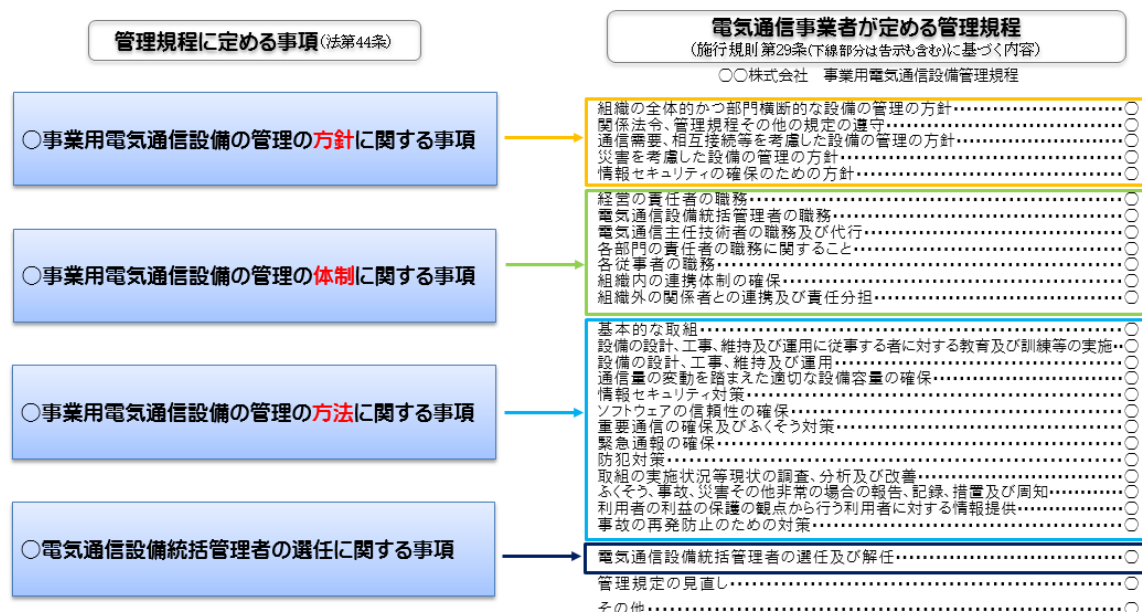 管理規程に定める事項(法第44条)
○事業用電気通信設備の管理の方針に関する事項
○事業用電気通信設備の管理の体制に関する事項
○事業用電気通信設備の管理の方法に関する事項
○電気通信設備統括管理者の選任に関する事項
電気通信事業者が定める管理規程
(施行規則第29条(下線部分は告示も含む)に基づく内容)
○○株式会社 事業用電気通信設備管理規程
組織の全体的かつ部門横断的な設備の管理の方針・・・・・・・・・・・・・・・・・・○
関係法令、管理規程その他の規定の遵守・・・・・・・・・・・・・・・・・・・・・・・・○
通信需要、相互接続等を考慮した設備の管理の方針・・・・・・・・・・・・・・・・・・○
災害を考慮した設備の管理の方針・・・・・・・・・・・・・・・・・・・・・・・・・・・・○
情報セキュリティの確保のための方針・・・・・・・・・・・・・・・・・・・・・・・・・・○
経営の責任者の職務・・・・・・・・・・・・・・・・・・・・・・・・・・・・・・・・・・・・○
電気通信設備統括管理者の職務・・・・・・・・・・・・・・・・・・・・・・・・・・・・○
電気通信主任技術者の職務及び代行・・・・・・・・・・・・・・・・・・・・・・・・・・○
各部門の責任者の職務に関すること・・・・・・・・・・・・・・・・・・・・・・・・・・○
各従事者の職務・・・・・・・・・・・・・・・・・・・・・・・・・・・・・・・・・・・・・・○
組織内の連携体制の確保・・・・・・・・・・・・・・・・・・・・・・・・・・・・・・・・○
組織外の関係者との連携及び責任分担・・・・・・・・・・・・・・・・・・・・・・・・○
基本的な取組・・・・・・・・・・・・・・・・・・・・・・・・・・・・・・・・・・・・・・・・○
設備の設計、工事、維持及び運用に従事する者に対する教育及び訓練等の実施・・○
設備の設計、工事、維持及び運用・・・・・・・・・・・・・・・・・・・・・・・・・・・・○
通信量の変動を踏まえた適切な設備容量の確保・・・・・・・・・・・・・・・・・・・・○
情報セキュリティ対策・・・・・・・・・・・・・・・・・・・・・・・・・・・・・・・・・・・・○
ソフトウェアの信頼性の確保・・・・・・・・・・・・・・・・・・・・・・・・・・・・・・・・○
重要通信の確保及びふくそう対策・・・・・・・・・・・・・・・・・・・・・・・・・・・・○
緊急通報の確保・・・・・・・・・・・・・・・・・・・・・・・・・・・・・・・・・・・・・・○
防犯対策・・・・・・・・・・・・・・・・・・・・・・・・・・・・・・・・・・・・・・・・・・○
取組の実施状況等現状の調査、分析及び改善・・・・・・・・・・・・・・・・・・・・○
ふくそう、事故、災害その他非常の場合の報告、記録、措置及び周知・・・・・・・・○
利用者の利益の保護の観点から行う利用者に対する情報提供・・・・・・・・・・・・○
事故の再発防止のための対策・・・・・・・・・・・・・・・・・・・・・・・・・・・・・・○
電気通信設備統括管理者の選任及び解任・・・・・・・・・・・・・・・・・・・・・・○
管理規定の見直し・・・・・・・・・・・・・・・・・・・・・・・・・・・・・・・・・・・・・・○
その他・・・・・・・・・・・・・・・・・・・・・・・・・・・・・・・・・・・・・・・・・・・・○